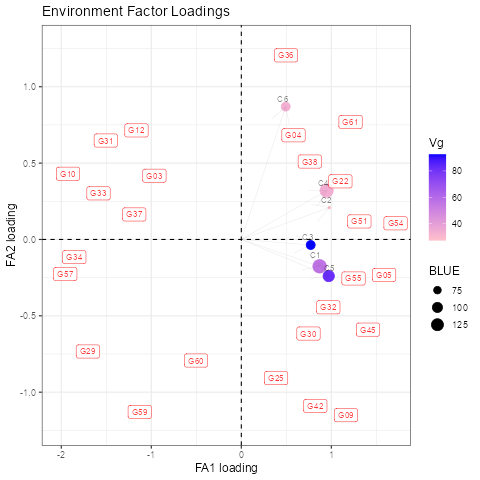 Environment Factor Loadings
G36
1.0
C6
G61
G12
G04
G31
0.5
G38
G10
G03
G22
C4
G33
C2
G37
G51
G54
0.0
C3
G34
C1
C5
G57
G55
G05
G32
-0.5
G45
G30
G29
G60
G25
-1.0
G42
G59
G09
-2
-1
0
1
FA1 loading
FA2 loading
Vg
80
60
40
BLUE
75
100
125